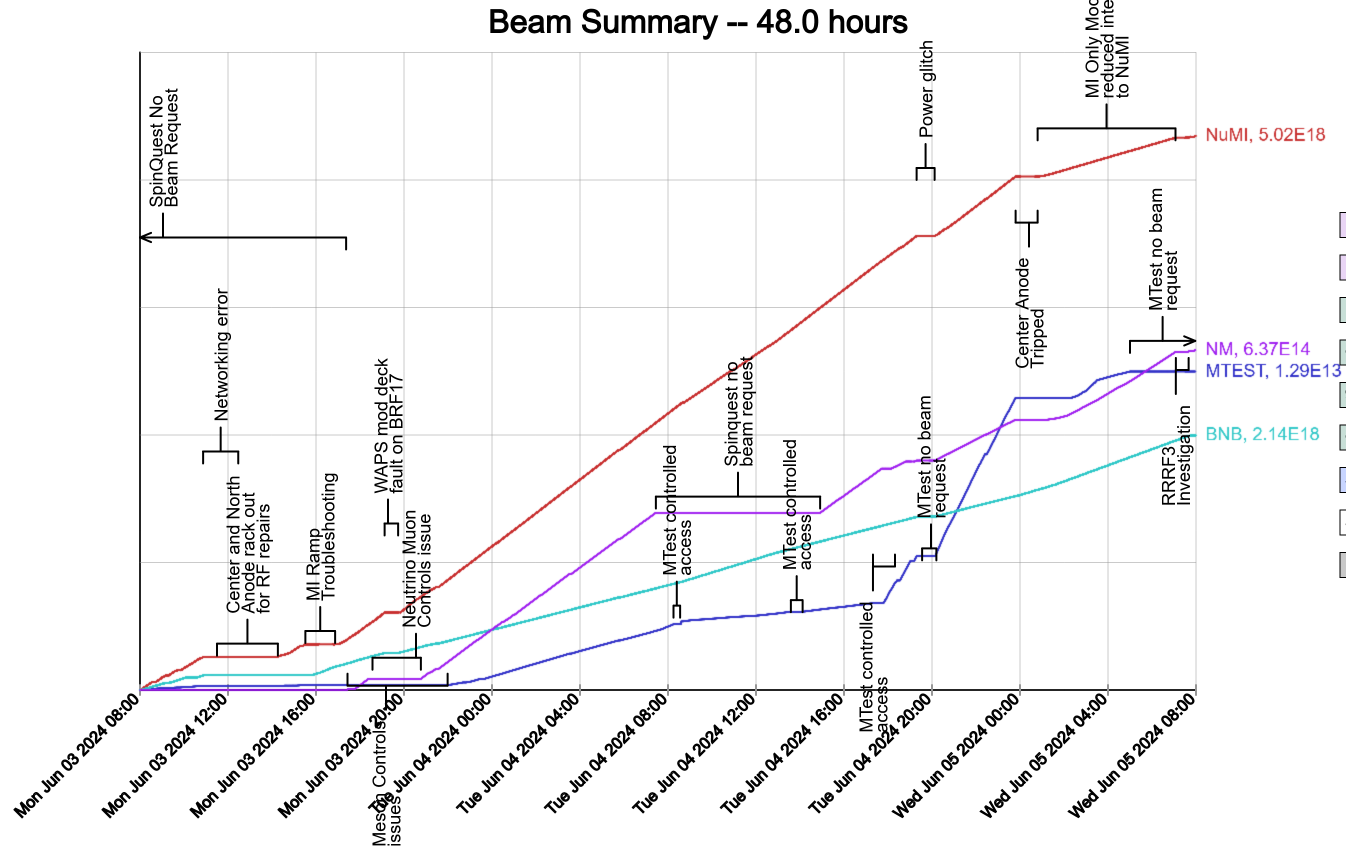 Beam Summary -- 48.0 hours
SpinQuest No
Beam Request
Networking error
Center and North
Anode rack out
for RF repairs
MI Ramp
Troubleshooting
WAPS mod deck
fault on BRF17
Neutrino Muon
Controls issue
Meson Controls
issues
MTest controlled
access
Spinquest no
beam request
MTest controlled
access
MTest controlled
access
MTest no beam
request
Power glitch
Center Anode
Tripped
MI Only
reduced
to NuMI
MTest no beam
request
RRRF3
Investigation
NuMI, 5.02E18
NM, 6.37E14
MTEST, 1.29E13
BNB, 2.14E18
Mon Jun 03 2024 08:00
Mon Jun 03 2024 12:00
Mon Jun 03 2024 16:00
Mon Jun 03 2024 20:00
Tue Jun 04 2024 00:00
Tue Jun 04 2024 04:00
Tue Jun 04 2024 08:00
Tue Jun 04 2024 12:00
Tue Jun 04 2024 16:00
Tue Jun 04 2024 20:00
Wed Jun 05 2024 00:00
Wed Jun 05 2024 04:00
Wed Jun 05 2024 08:00